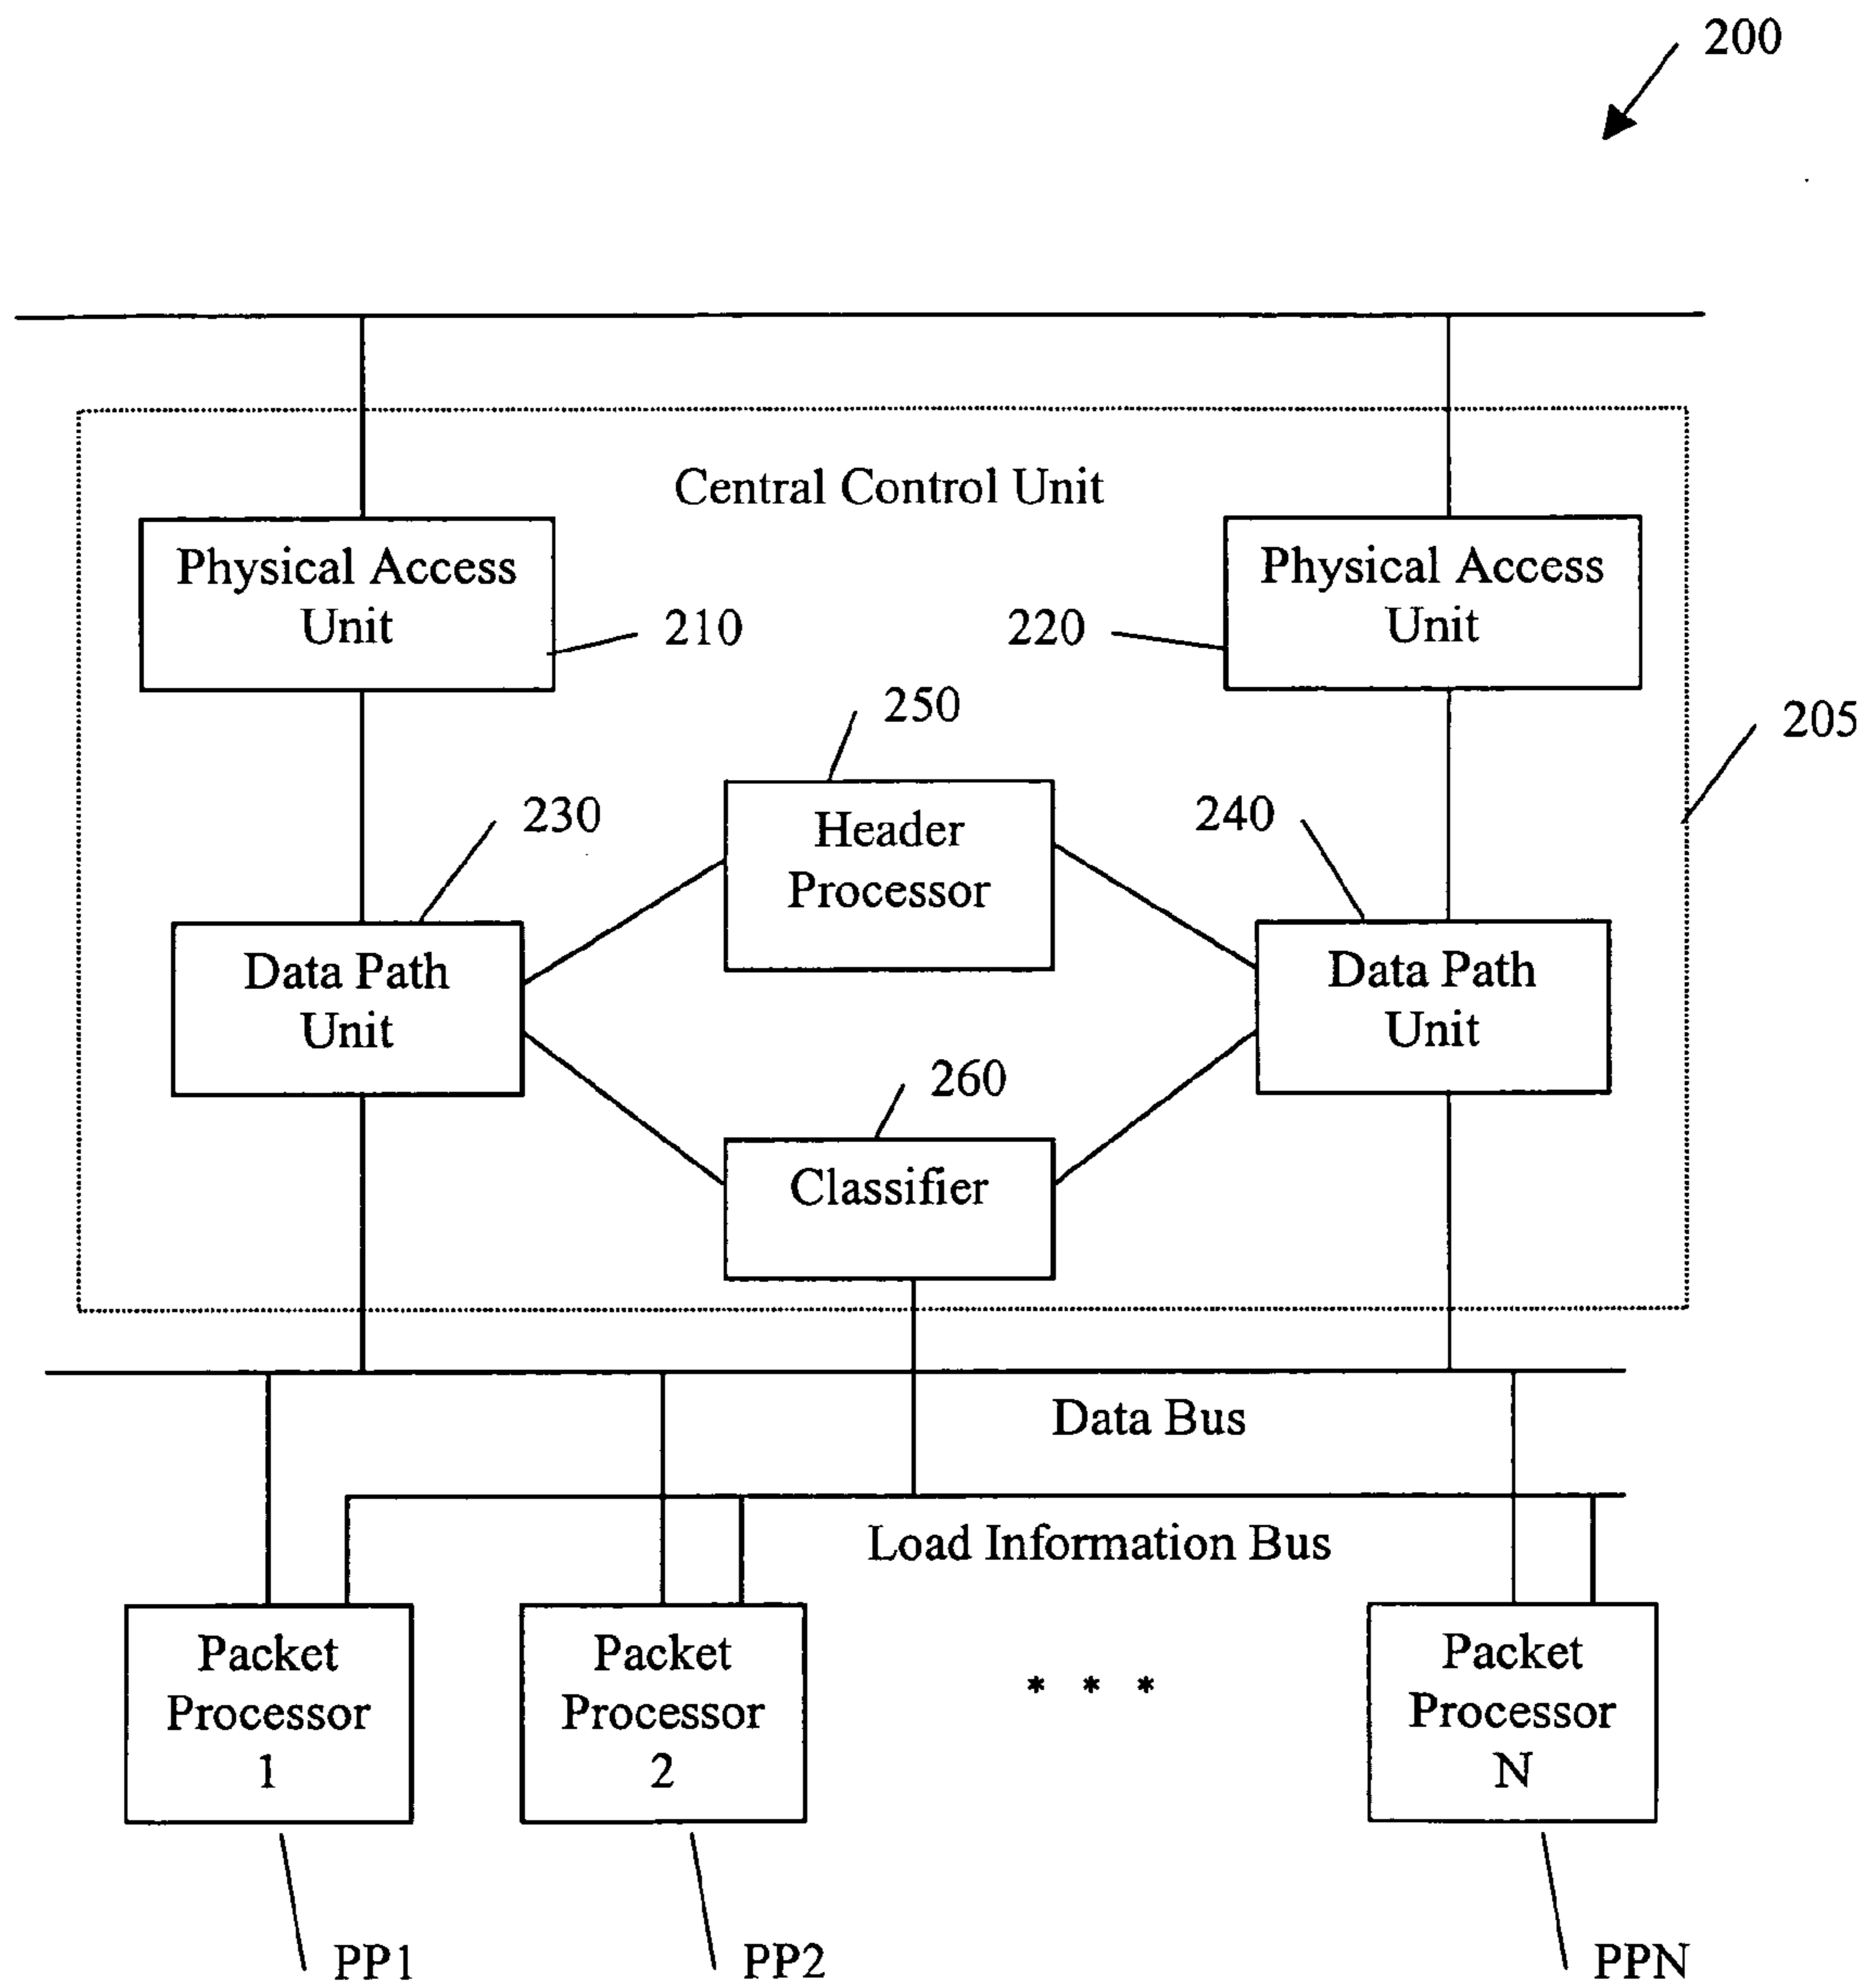 200
Central Control Unit
Physical Access
Unit
210
220
Physical Access
Unit
250
205
230
Header
Processor
240
Data Path
Unit
Data Path
Unit
260
Classifier
Data Bus
Load Information Bus
Packet
Processor
1
Packet
Processor
2
* * *
Packet
Processor
N
PP1
PP2
PPN